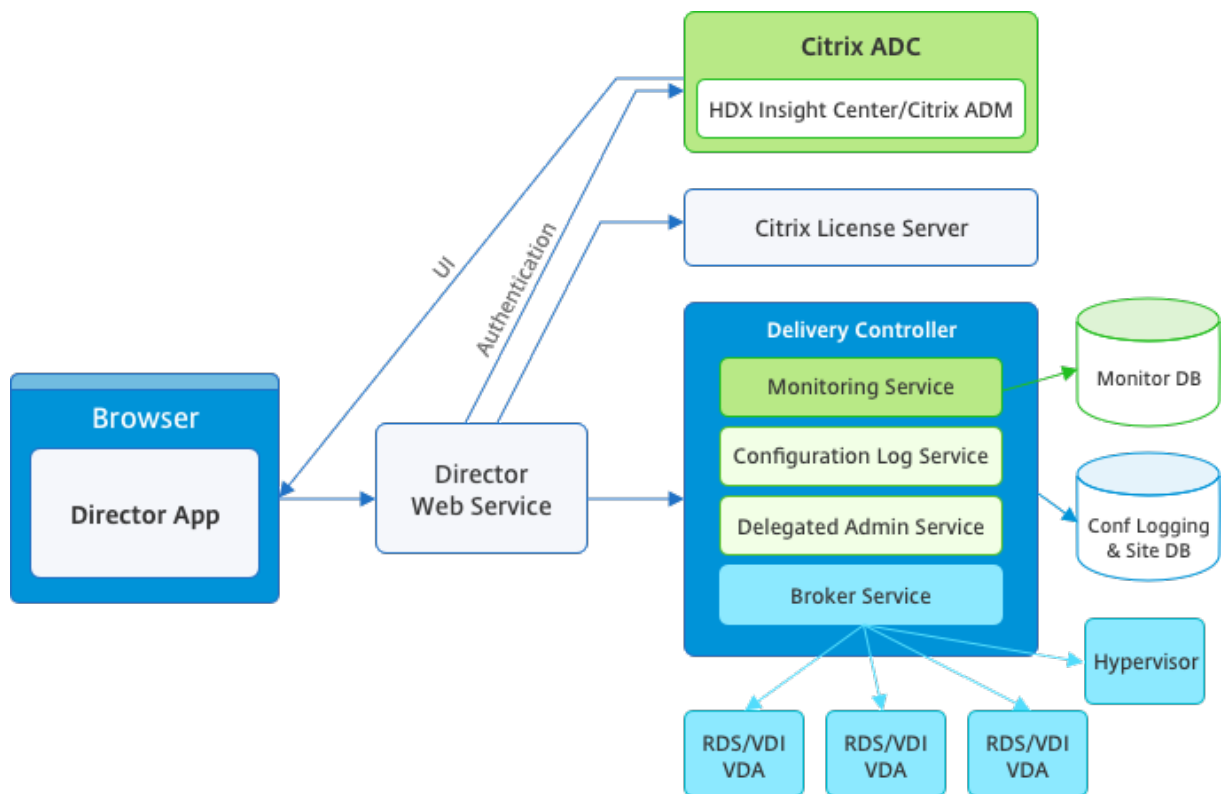 Citrix ADC
HDX Insight Center/Citrix ADM
Citrix License Server
UI
Authentication
Delivery Controller
Monitoring Service
Configuration Log Service
Delegated Admin Service
Broker Service
Monitor DB
Conf Logging
& Site DB
Browser
Director App
Director
Web Service
Hypervisor
RDS/VDI
VDA
RDS/VDI
VDA
RDS/VDI
VDA